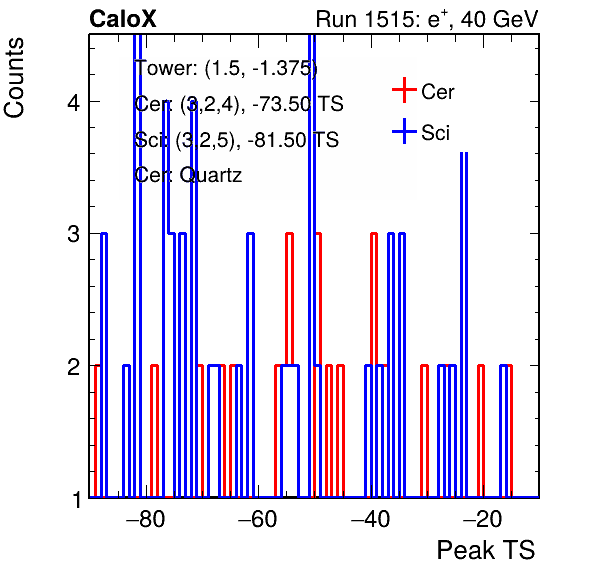 CaloX Run 1515: e⁺, 40 GeV
Counts
Tower: (1.5, -1.375)
Cer: (3,2,4), -73.50 TS
Sci: (3,2,5), -81.50 TS
Cer: Quartz
Cer
Sci
4
3
2
1
−80 −60 −40 −20
Peak TS